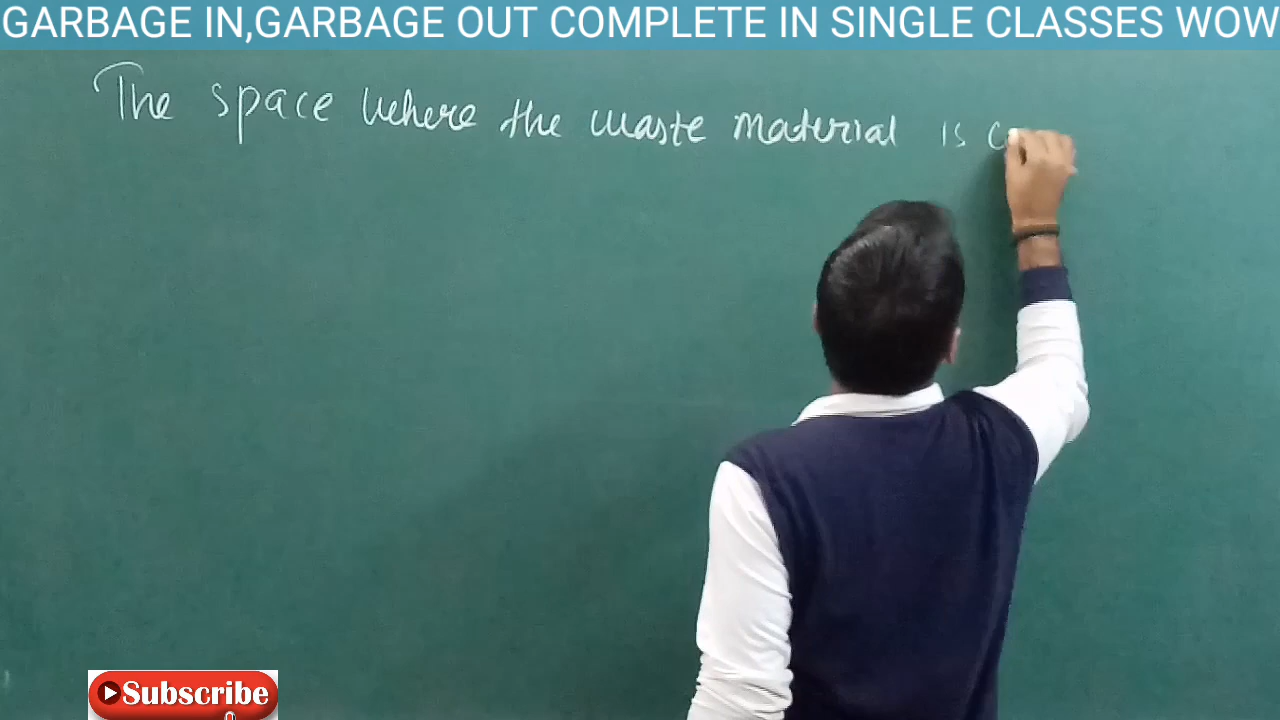 GARBAGE IN,GARBAGE OUT COMPLETE IN SINGLE CLASSES WOW
The space where the waste material is
Subscribe